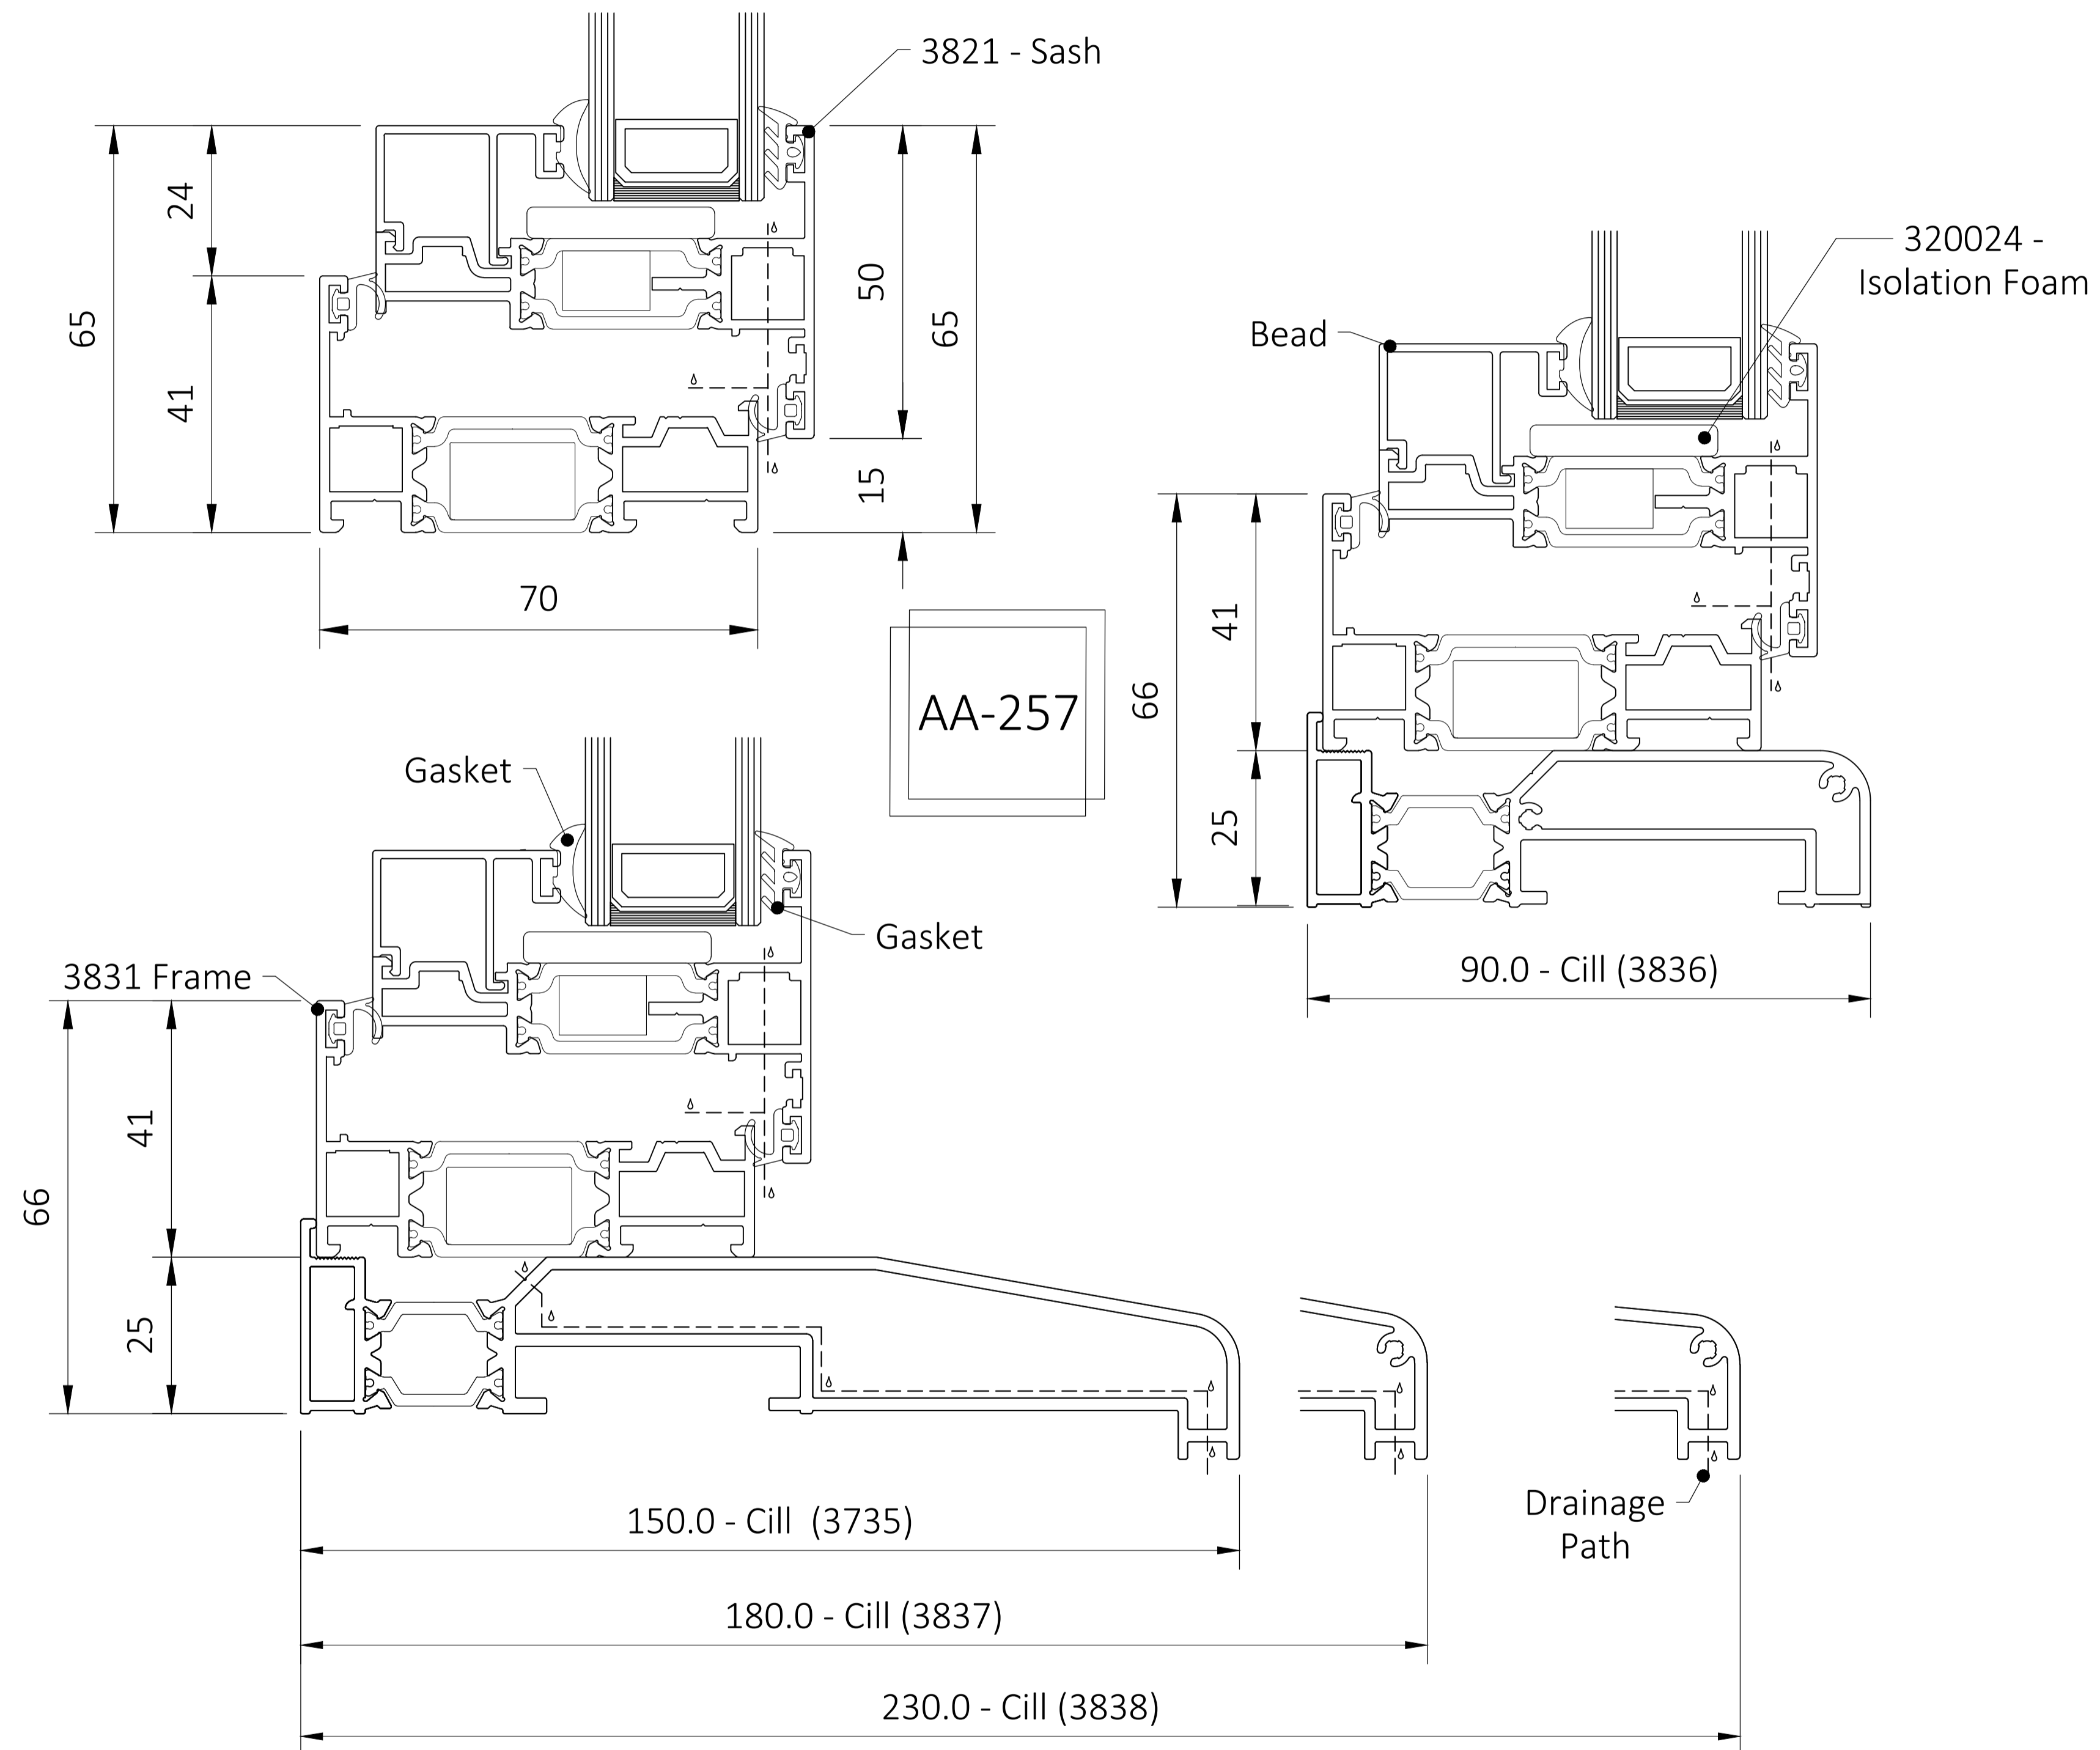 3821 - Sash
24
65
41
50
65
15
70
320024 -
Isolation Foam
Bead
41
66
25
90.0 - Cill (3836)
AA-257
Gasket
Gasket
3831 Frame
41
66
25
150.0 - Cill (3735)
180.0 - Cill (3837)
230.0 - Cill (3838)
Drainage
Path